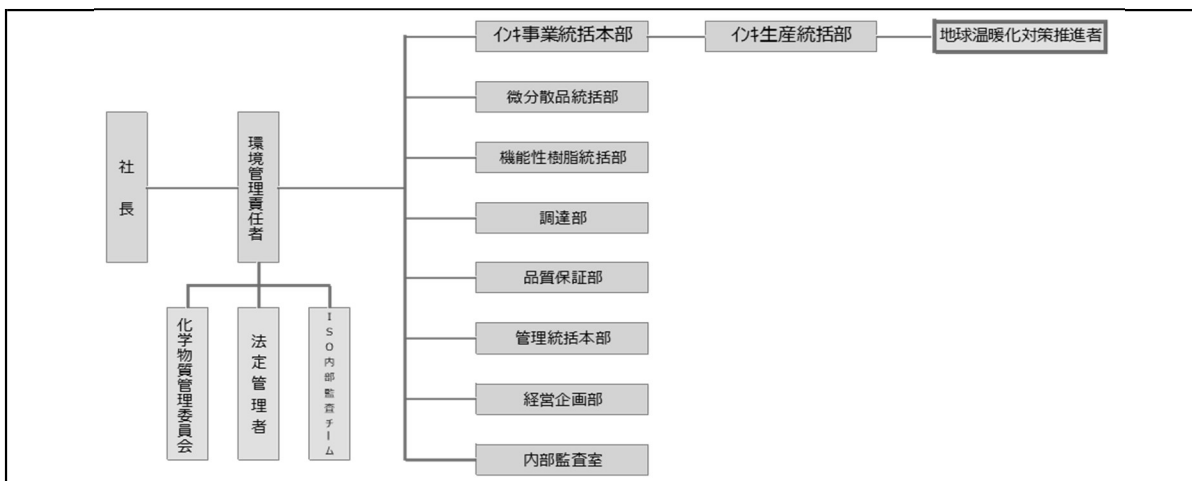 インキ事業統括本部
インキ生産統括部
地球温暖化対策推進者
微分散品統括部
機能性樹脂統括部
社長
環境管理責任者
調達部
品質保証部
化学物質管理委員会
法定管理者
ISO内部監査チーム
管理統括本部
経営企画部
内部監査室